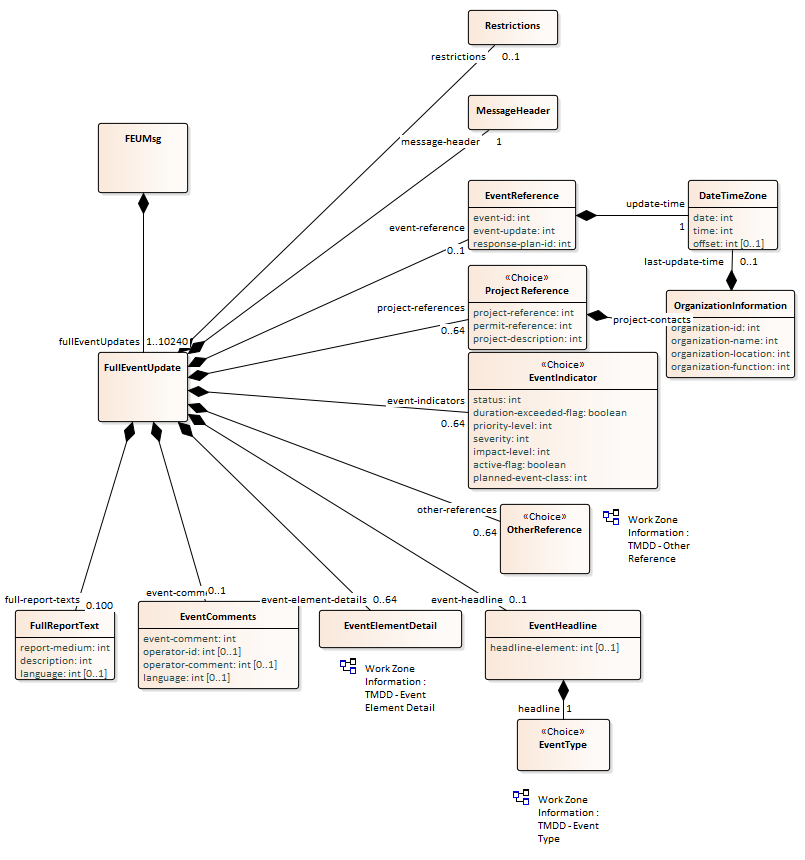 Restrictions
restrictions 0..1
MessageHeader
message-header 1
FEUMsg
EventReference
event-id: int
event-update: int
response-plan-id: int
update-time
1
DateTimeZone
date: int
time: int
offset: int [0..1]
event-reference
0..1
last-update-time 0..1
«Choice»
Project Reference
project-reference: int
permit-reference: int
project-description: int
project-references
0..64
project-contacts
OrganizationInformation
organization-id: int
organization-name: int
organization-location: int
organization-function: int
fullEventUpdates 1..10240
FullEventUpdate
«Choice»
EventIndicator
status: int
duration-exceeded-flag: boolean
priority-level: int
severity: int
impact-level: int
active-flag: boolean
planned-event-class: int
event-indicators
0..64
other-references
0..64
«Choice»
OtherReference
Work Zone
Information :
TMDD - Other
Reference
full-report-texts
0.100
FullReportText
report-medium: int
description: int
language: int [0..1]
event-comm
0..1
EventComments
event-comment: int
operator-id: int [0..1]
operator-comment: int [0..1]
language: int [0..1]
event-element-details 0..64
EventElementDetail
Work Zone
Information :
TMDD - Event
Element Detail
event-headline 0..1
EventHeadline
headline-element: int [0..1]
headline 1
«Choice»
EventType
Work Zone
Information :
TMDD - Event
Type